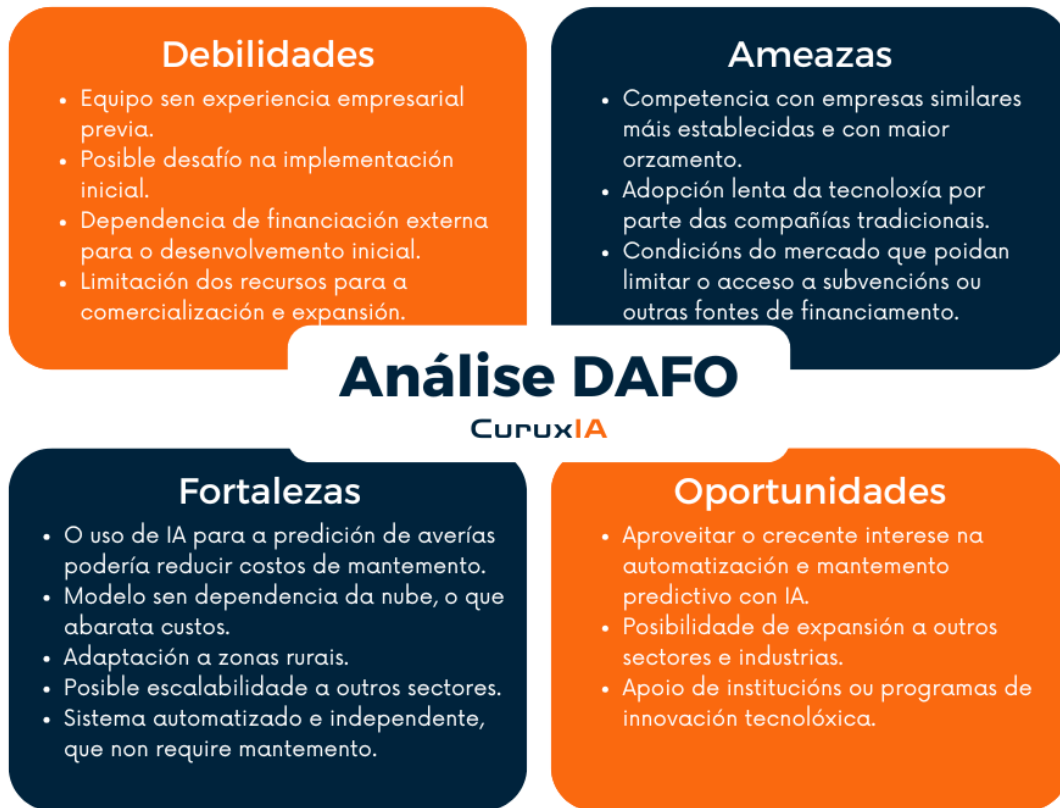 Debilidades
• Equipo sen experiencia empresarial
previa.
• Posible desafío na implementación
inicial.
• Dependencia de financiación externa
para o desenvolvemento inicial.
• Limitación dos recursos para a
comercialización e expansión.
Ameazas
• Competencia con empresas similares
máis establecidas e con maior
orzamento.
• Adopción lenta da tecnoloxía por
parte das compañías tradicionais.
• Condicións do mercado que poidan
limitar o acceso a subvencións ou
outras fontes de financiamento.
Análise DAFO
CuruxIA
Fortalezas
• O uso de IA para a predición de averías
podería reducir costos de mantemento.
• Modelo sen dependencia da nube, o que
abarata custos.
• Adaptación a zonas rurais.
• Posible escalabilidade a outros sectores.
• Sistema automatizado e independente,
que non require mantemento.
Oportunidades
• Aproveitar o crecente interese na
automatización e mantemento
predictivo con IA.
• Posibilidade de expansión a outros
sectores e industrias.
• Apoio de institucións ou programas de
innovación tecnolóxica.